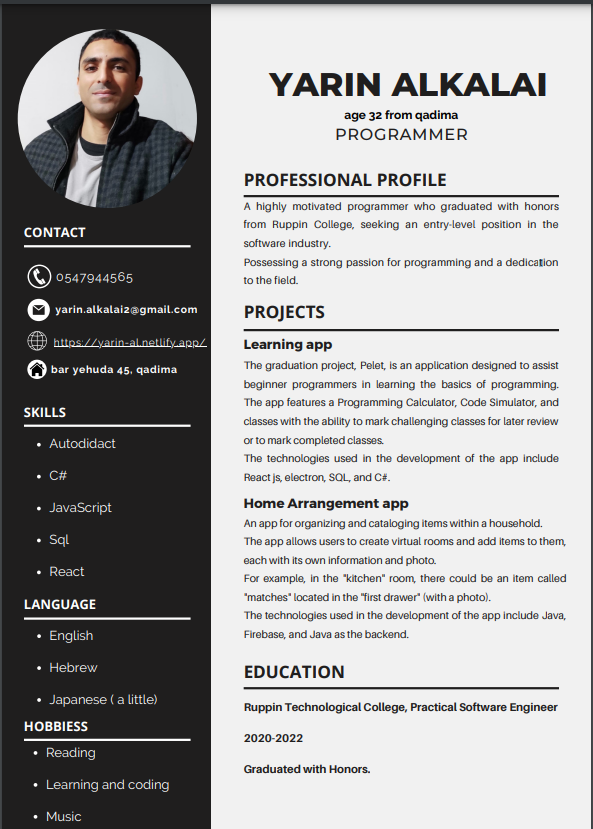 YARIN ALKALAI
age 32 from qadima
PROGRAMMER
CONTACT
0547944565
yarin.alkalai2@gmail.com
https://yarin-al.netlify.app/
bar yehuda 45, qadima
SKILLS
• Autodidact
• C#
• JavaScript
• Sql
• React
LANGUAGE
• English
• Hebrew
• Japanese ( a little)
HOBBIESS
• Reading
• Learning and coding
• Music
PROFESSIONAL PROFILE
A highly motivated programmer who graduated with honors
from Ruppin College, seeking an entry-level position in the
software industry.
Possessing a strong passion for programming and a dedication
to the field.
PROJECTS
Learning app
The graduation project, Pelet, is an application designed to assist
beginner programmers in learning the basics of programming.
The app features a Programming Calculator, Code Simulator, and
classes with the ability to mark challenging classes for later review
or to mark completed classes.
The technologies used in the development of the app include
React js, electron, SQL, and C#.
Home Arrangement app
An app for organizing and cataloging items within a household.
The app allows users to create virtual rooms and add items to them,
each with its own information and photo.
For example, in the "kitchen" room, there could be an item called
"matches" located in the "first drawer" (with a photo).
The technologies used in the development of the app include Java,
Firebase, and Java as the backend.
EDUCATION
Ruppin Technological College, Practical Software Engineer
2020-2022
Graduated with Honors.